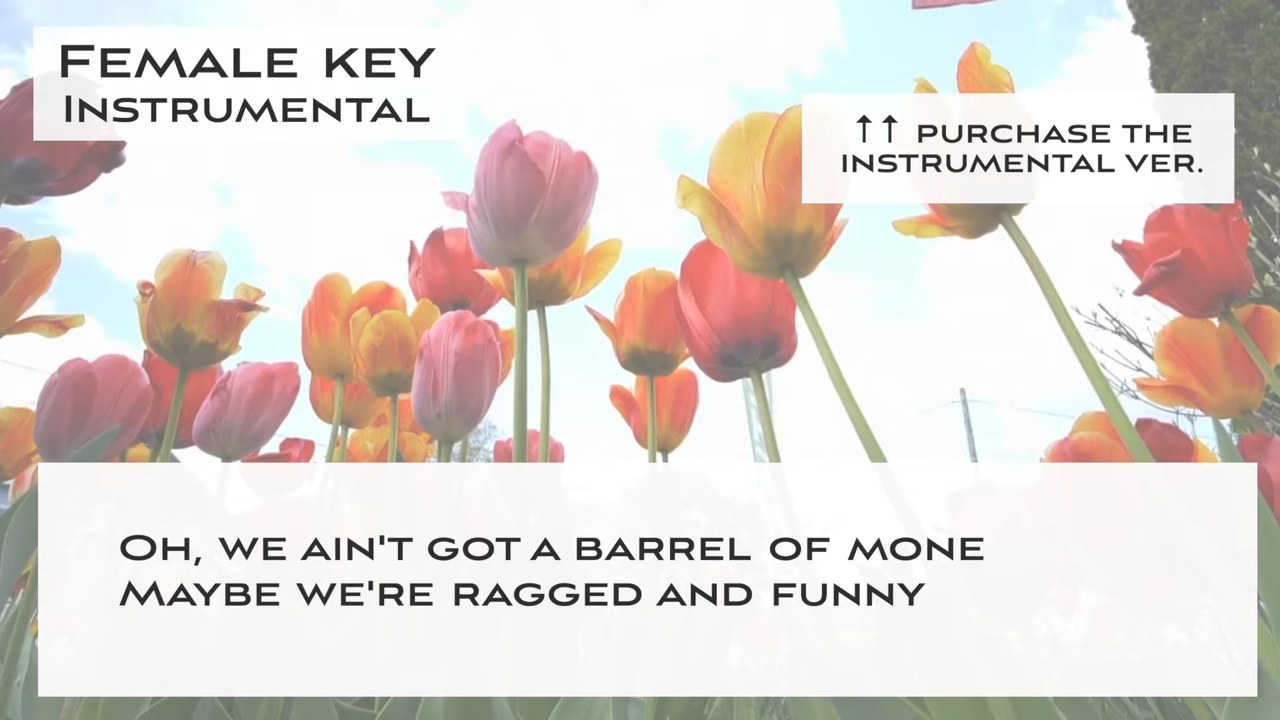 Female key
Instrumental
↑↑ purchase the
instrumental ver.
Oh, we ain't got a barrel of mone
Maybe we're ragged and funny